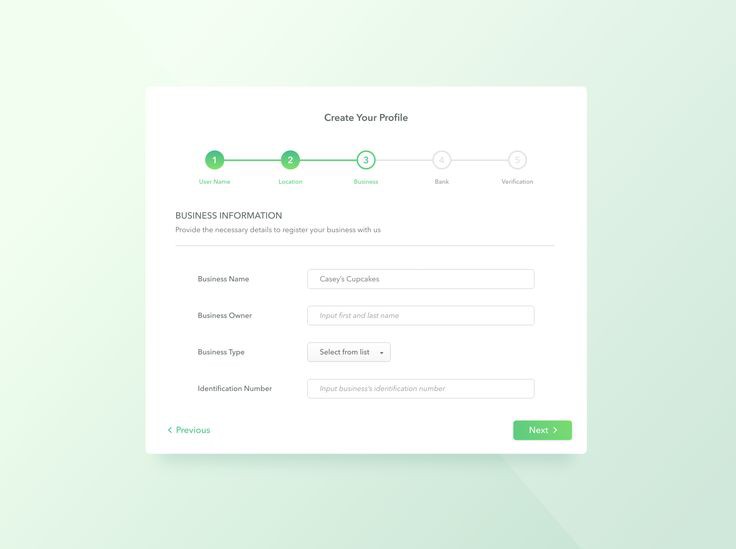 Create Your Profile
1 2 3 4 5
User Name Location Business Bank Verification
BUSINESS INFORMATION
Provide the necessary details to register your business with us
Business Name Casey's Cupcakes
Business Owner Input first and last name
Business Type Select from list
Identification Number Input business's identification number
Previous Next